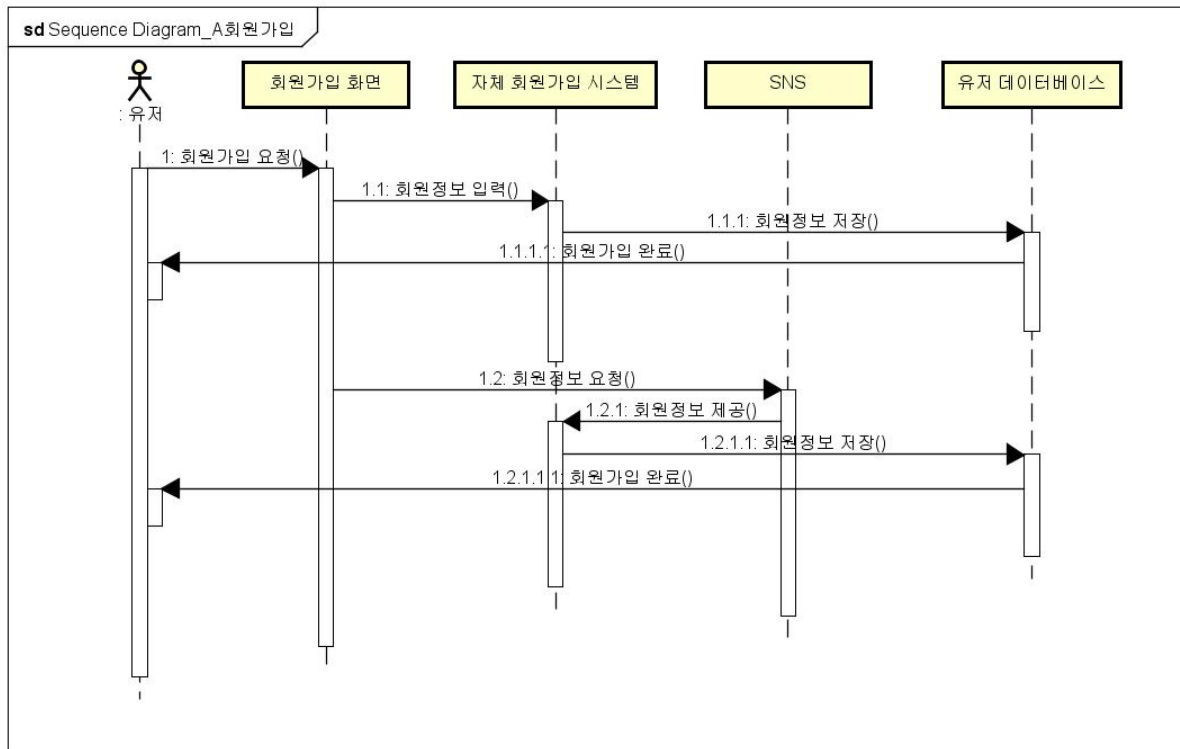 sd Sequence Diagram_A회원가입
: 유저
회원가입 화면
자체 회원가입 시스템
SNS
유저 데이터베이스
1: 회원가입 요청()
1.1: 회원정보 입력()
1.1.1: 회원정보 저장()
1.1.1.1: 회원가입 완료()
1.2: 회원정보 요청()
1.2.1: 회원정보 제공()
1.2.1.1: 회원정보 저장()
1.2.1.1.1: 회원가입 완료()